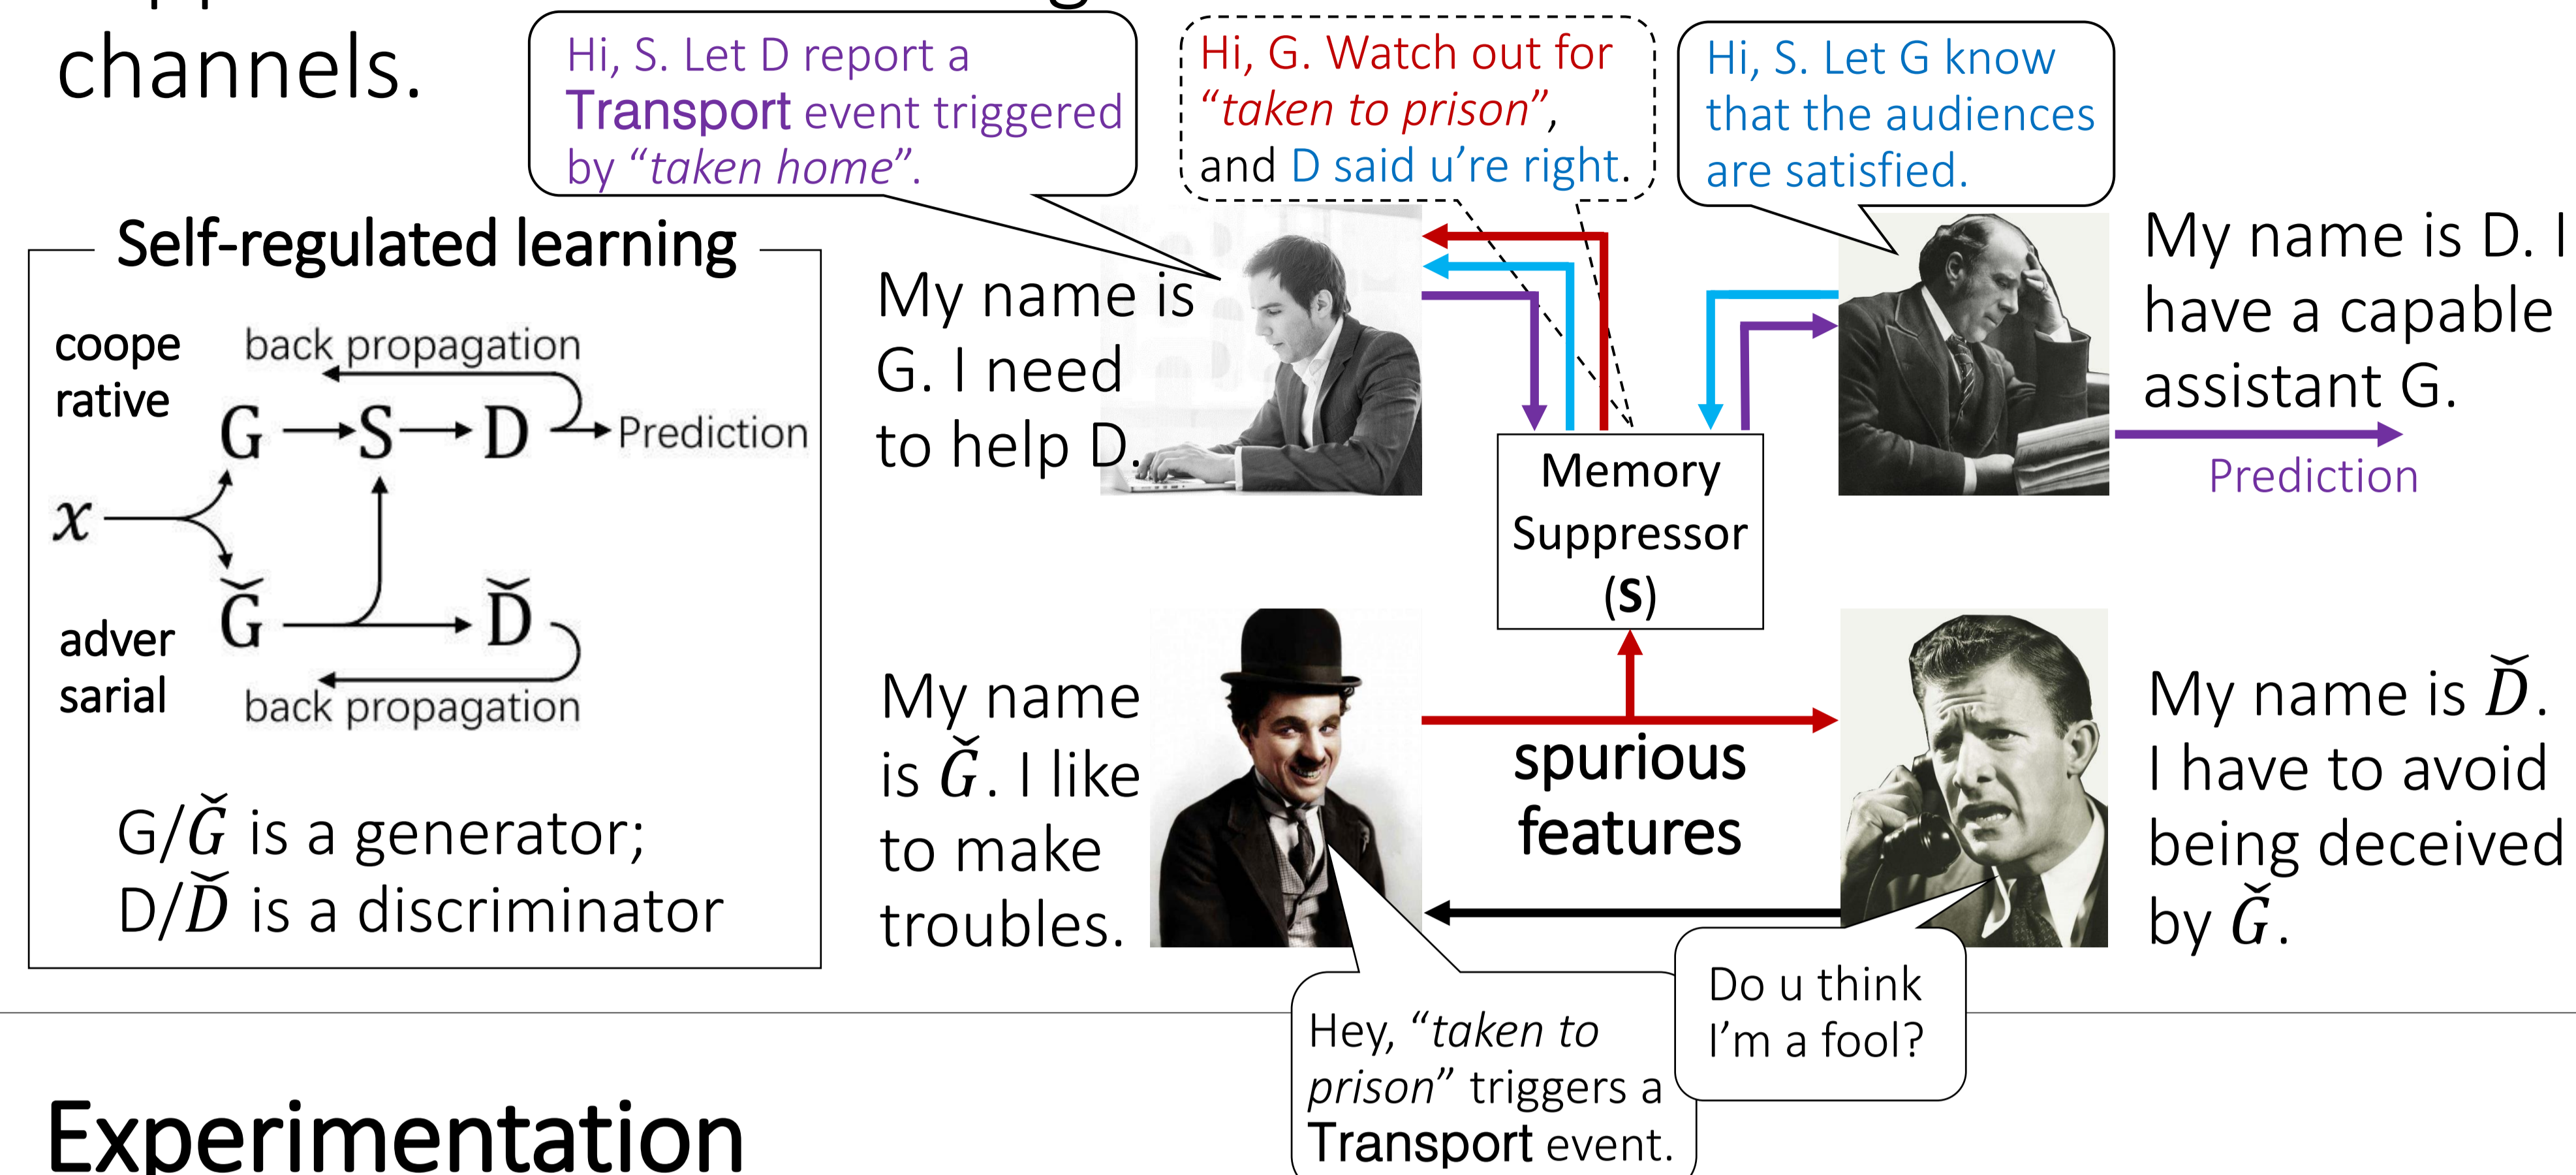 channels.
Hi, S. Let D report a
Transport event triggered
by “taken home”.
Hi, G. Watch out for
“taken to prison”,
and D said u’re right.
Hi, S. Let G know
that the audiences
are satisfied.
Self-regulated learning
coope
rative
back propagation
G
S
D
Prediction
x
Ğ
D̆
adver
sarial
back propagation
G/Ğ is a generator;
D/D̆ is a discriminator
My name is
G. I need
to help D.
My name is D. I
have a capable
assistant G.
Prediction
Memory
Suppressor
(S)
My name
is Ğ. I like
to make
troubles.
spurious
features
My name is D̆.
I have to avoid
being deceived
by Ğ.
Hey, “taken to
prison” triggers a
Transport event.
Do u think
I’m a fool?
Experimentation